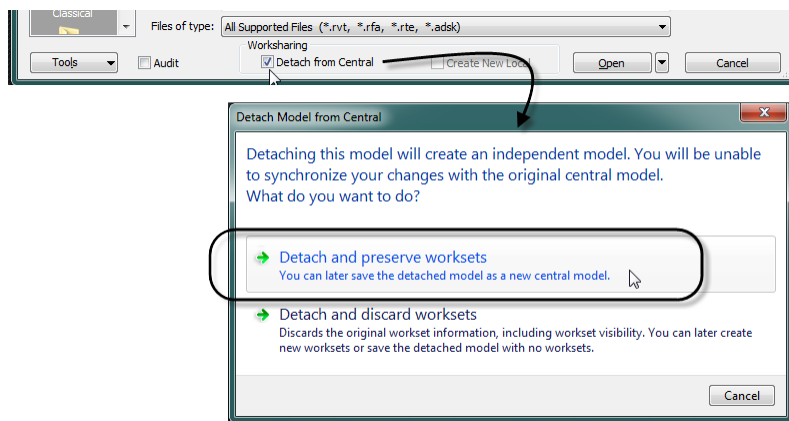 Classical
Files of type: All Supported Files (*.rvt, *.rfa, *.rte, *.adsk)
Worksharing
Tools Audit Detach from Central Create New Local Open Cancel
Detach Model from Central
Detaching this model will create an independent model. You will be unable
to synchronize your changes with the original central model.
What do you want to do?
Detach and preserve worksets
You can later save the detached model as a new central model.
Detach and discard worksets
Discards the original workset information, including workset visibility. You can later create
new worksets or save the detached model with no worksets.
Cancel